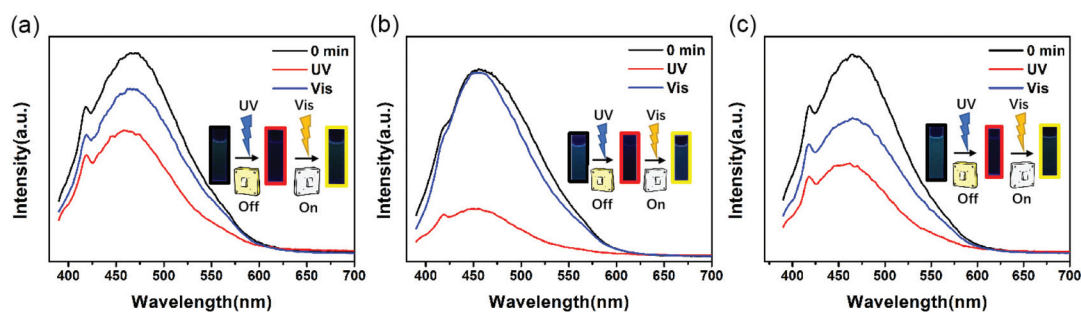 (a)
Intensity(a.u.)
0 min
UV
Vis
UV
Vis
Off
On
400 450 500 550 600 650 700
Wavelength(nm)
(b)
Intensity(a.u.)
0 min
UV
Vis
UV
Vis
Off
On
400 450 500 550 600 650 700
Wavelength(nm)
(c)
Intensity(a.u.)
0 min
UV
Vis
UV
Vis
Off
On
400 450 500 550 600 650 700
Wavelength(nm)